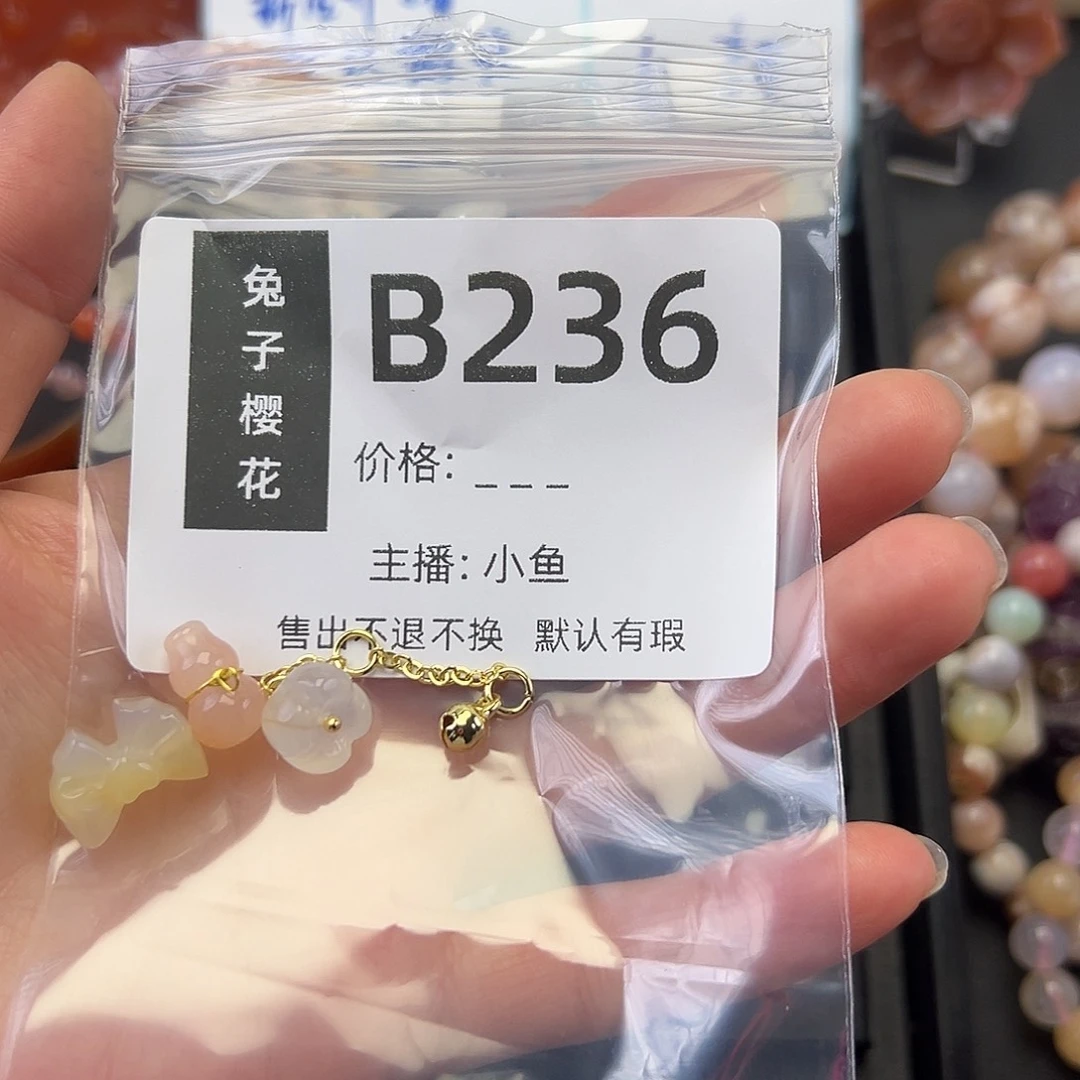 兔子樱花
B236
价格: _ _ _
主播: 小鱼
售出不退不换 默认有瑕